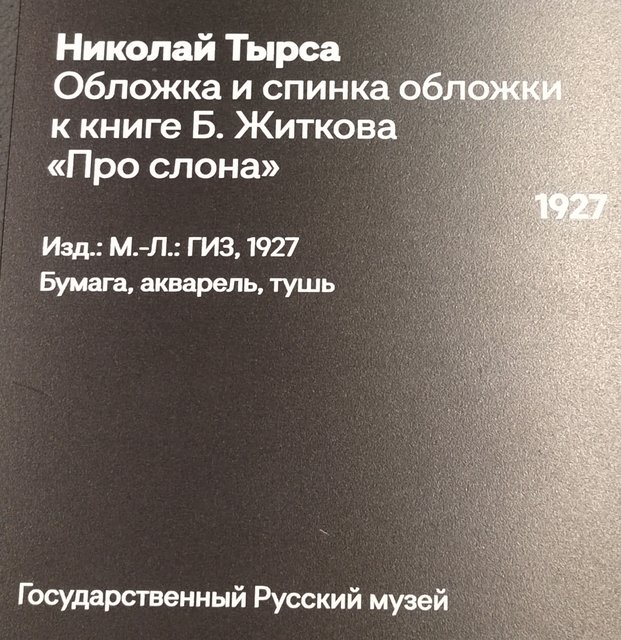 Николай Тырса
Обложка и спинка обложки
к книге Б. Житкова
«Про слона»
1927
Изд.: М.-Л.: ГИЗ, 1927
Бумага, акварель, тушь
Государственный Русский музей